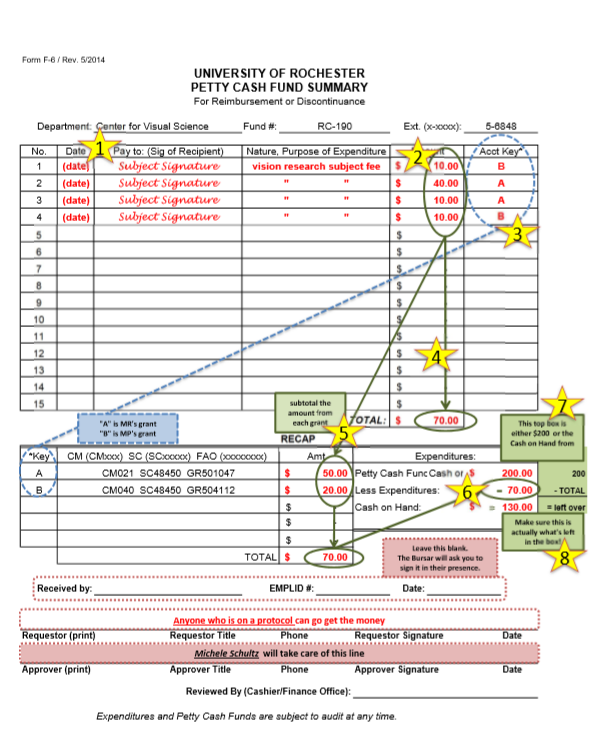 Form F-6 / Rev. 5/2014
UNIVERSITY OF ROCHESTER
PETTY CASH FUND SUMMARY
For Reimbursement or Discontinuance
Department: Center for Visual Science Fund #: RC-190 Ext. (x-xxxx): 5-6848
No. Date 1 Pay to: (Sig of Recipient) Nature, Purpose of Expenditure 2 Acct Key*
1 (date) Subject Signature vision research subject fee $ 10.00 B
2 (date) Subject Signature " " $ 40.00 A
3 (date) Subject Signature " " $ 10.00 A
4 (date) Subject Signature " " $ 10.00 B
5 $ 3
6 $
7 $
8 $
9 $
10 $
11 $
12 $ 4
13 $
14 $
15 $
"A" is MR's grant
"B" is MP's grant
subtotal the
amount from
each grant
TOTAL: $ 70.00
5
7
This top box is
either $200 or the
Cash on Hand from
RECAP
*Key CM (CMxxx) SC (SCxxxxx) FAO (xxxxxxxx) Amt Expenditures:
A CM021 SC48450 GR501047 $ 50.00 Petty Cash Func Cash or $ 200.00 200
B CM040 SC48450 GR504112 $ 20.00 Less Expenditures: 6 - 70.00 - TOTAL
$ Cash on Hand: $ = 130.00 = left over
$
$
TOTAL $ 70.00
Make sure this is
actually what's left
in the box!
8
Leave this blank.
The Bursar will ask you to
sign it in their presence.
Received by: EMPLID #: Date:
Anyone who is on a protocol can go get the money
Requestor (print) Requestor Title Phone Requestor Signature Date
Michele Schultz will take care of this line
Approver (print) Approver Title Phone Approver Signature Date
Reviewed By (Cashier/Finance Office):
Expenditures and Petty Cash Funds are subject to audit at any time.